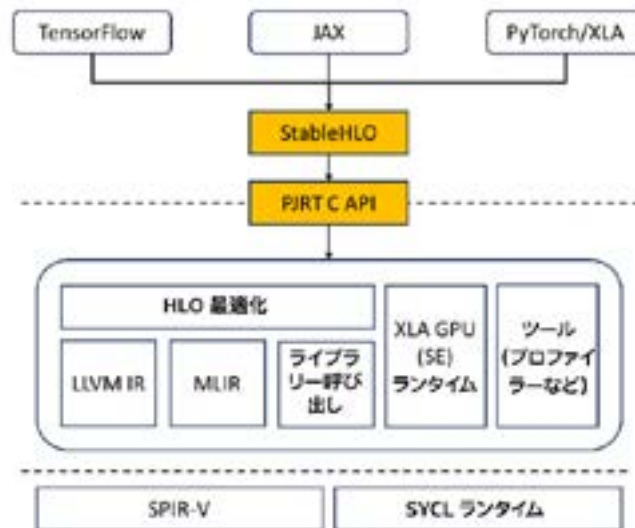 TensorFlow
JAX
PyTorch/XLA
StableHLO
PJRT C API
HLO 最適化
LLVM IR
MLIR
ライブラ
リー呼び
出し
XLA GPU
(SE)
ランタイム
ツール
(プロファイ
ラーなど)
SPIR-V
SYCL ランタイム